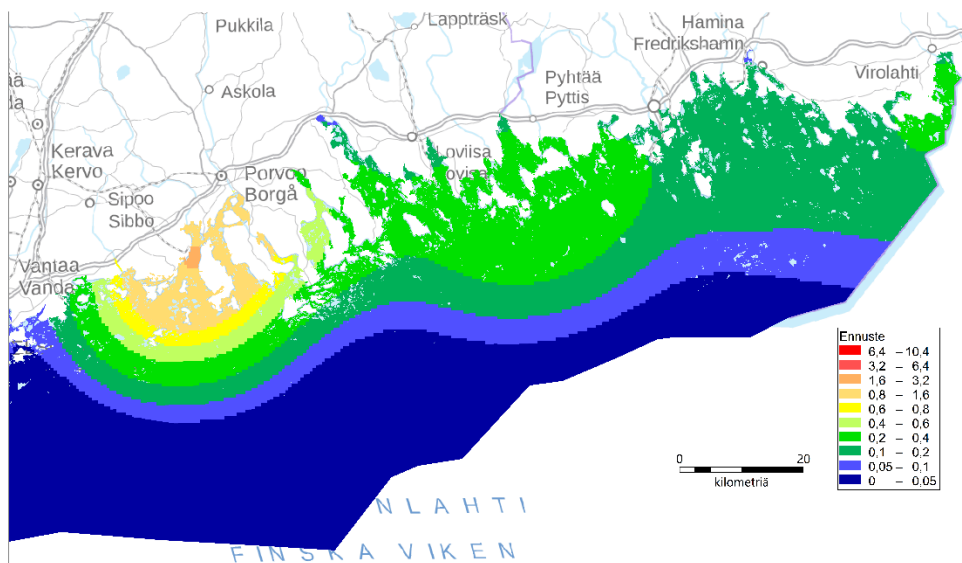 Pukkila
Lappträsk
Hamina
Fredrikshamn
Virolahti
Askola
Pyhtää
Pyttis
Kerava
Kervo
Loviisa
Lovisa
Porvoo
Borgå
Sipoo
Sibbo
Vantaa
Vanda
Ennuste
6,4 – 10,4
3,2 – 6,4
1,6 – 3,2
0,8 – 1,6
0,6 – 0,8
0,4 – 0,6
0,2 – 0,4
0,1 – 0,2
0,05 – 0,1
0 – 0,05
0 20
kilometriä
NLAHTI
FINSKA VIKEN